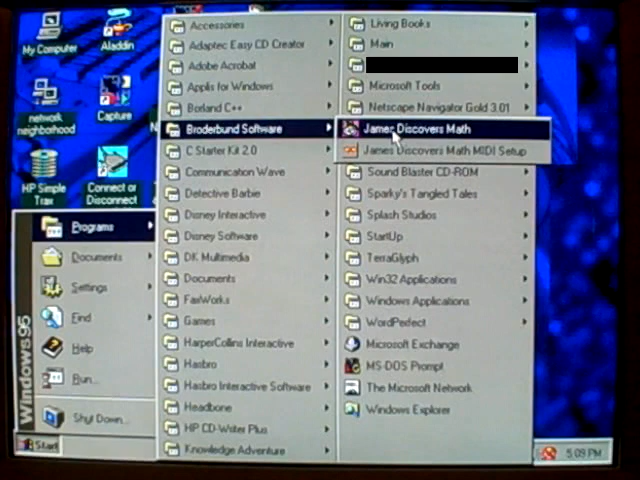 My Computer
Aladdin
network neighborhood
Capture
HP Simple Trax
Connect or Disconnect
Programs
Documents
Settings
Find
Help
Run...
Shut Down...
Windows95
Start
Accessories
Adaptec Easy CD Creator
Adobe Acrobat
Applis for Windows
Borland C++
Broderbund Software
C Starter Kit 2.0
Communication Wave
Detective Barbie
Disney Interactive
Disney Software
DK Multimedia
Documents
FaxWorks
Games
HarperCollins Interactive
Hasbro
Hasbro Interactive Software
Headbone
HP CD-Writer Plus
Knowledge Adventure
Living Books
Main
Microsoft Tools
Netscape Navigator Gold 3.01
James Discovers Math
James Discovers Math MIDI Setup
Sound Blaster CD-ROM
Sparky's Tangled Tales
Splash Studios
StartUp
TerraGlyph
Win32 Applications
Windows Applications
WordPerfect
Microsoft Exchange
MS-DOS Prompt
The Microsoft Network
Windows Explorer
5:09 PM